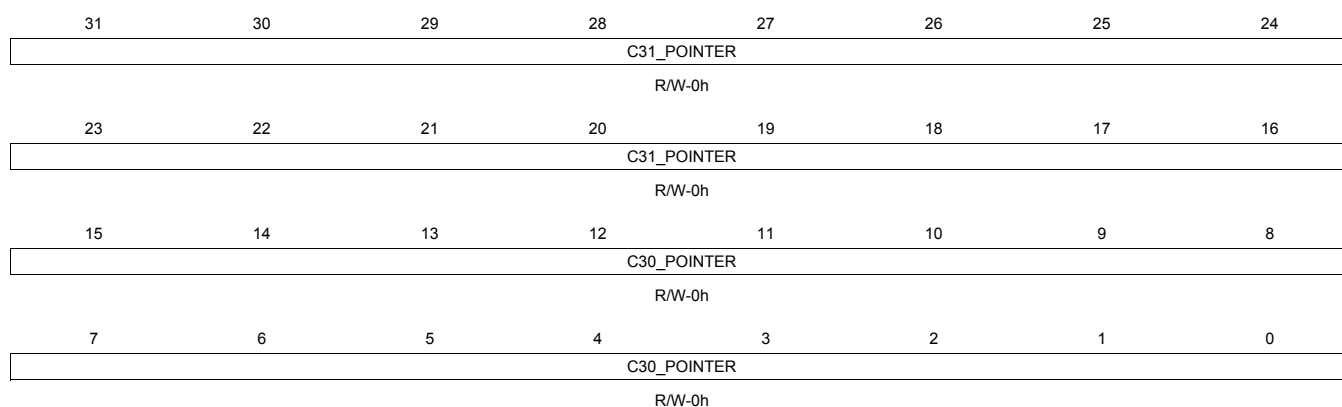 31 30 29 28 27 26 25 24
C31_POINTER
R/W-0h
23 22 21 20 19 18 17 16
C31_POINTER
R/W-0h
15 14 13 12 11 10 9 8
C30_POINTER
R/W-0h
7 6 5 4 3 2 1 0
C30_POINTER
R/W-0h